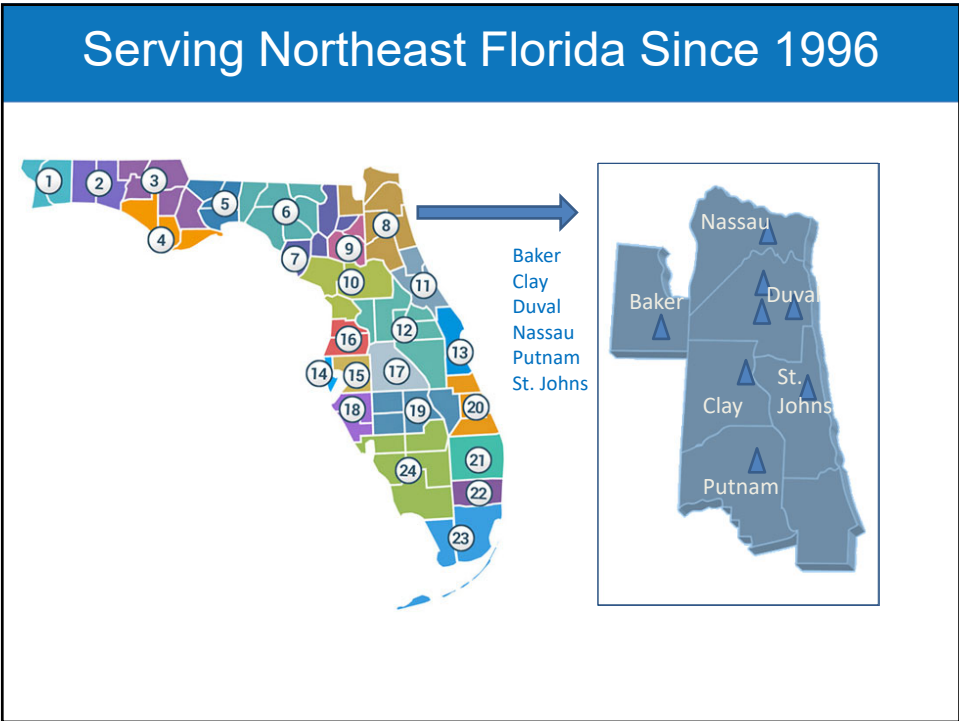 Serving Northeast Florida Since 1996
1
2
3
4
5
6
7
8
9
10
11
12
13
14
15
16
17
18
19
20
21
22
23
24
Baker
Clay
Duval
Nassau
Putnam
St. Johns
Nassau
Baker
Duval
Clay
St.
Johns
Putnam